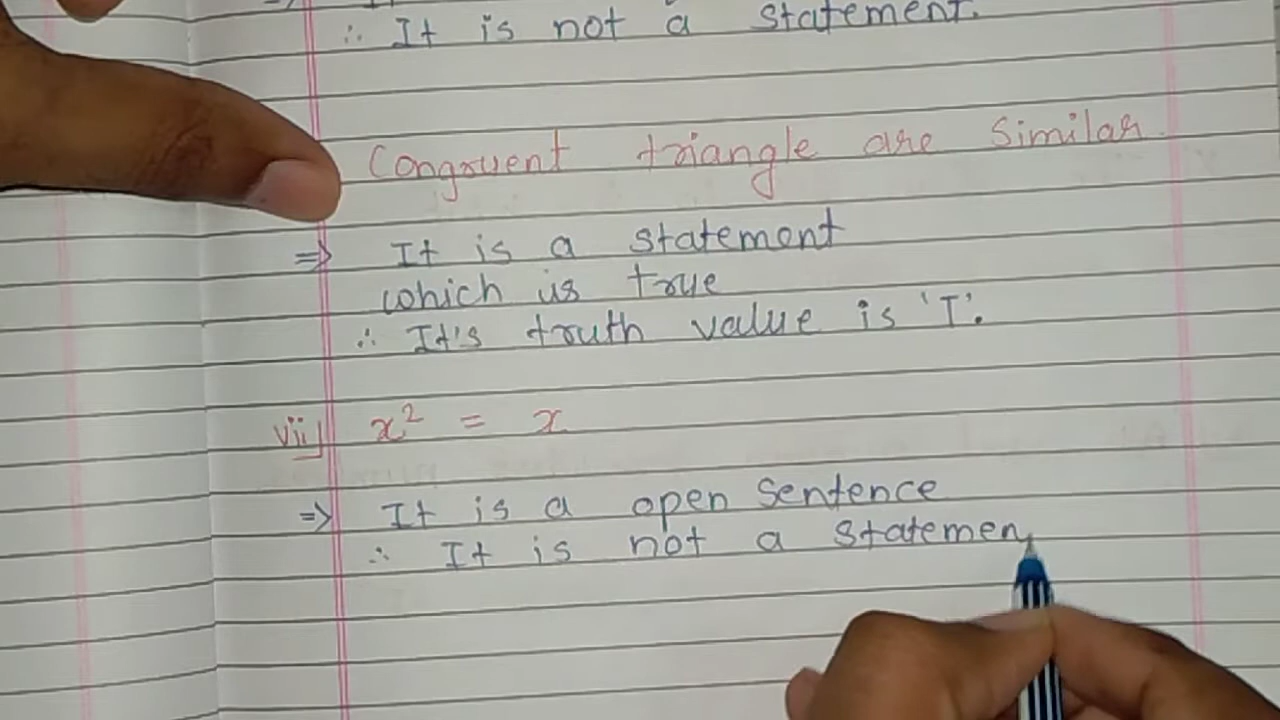 ∴ It is not a statement.
Congruent triangle are similar.
⇒ It is a statement
which is true
∴ It's truth value is 'T'.
vii) x² = x
⇒ It is a open sentence
∴ It is not a statemen